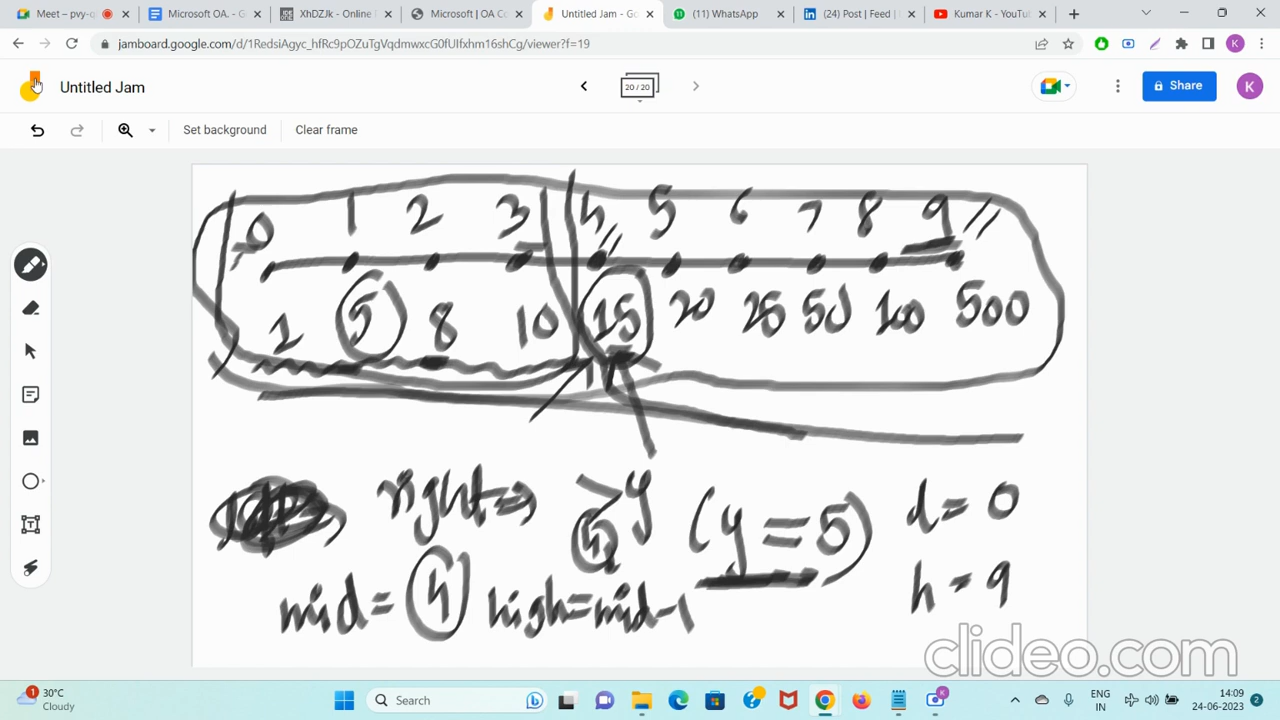 Meet – pvy-q
Microsoft OA. - G
XhDZJk - Online
Microsoft | OA C
Untitled Jam - Go
(11) WhatsApp
(24) Post | Feed | L
Kumar K - YouTu
jamboard.google.com/d/1RedsiAgyc_hfRc9pOZuTgVqdmwxcG0fUIfxhm16shCg/viewer?f=19
K
Untitled Jam
20 / 20
Share
K
Set background
Clear frame
0 1 2 3 4 5 6 7 8 9
1 5 8 10 15 20 25 50 100 500
right => > y (y = 5) l = 0
mid = 4 high = mid-1 h = 9
clideo.com
30°C
Cloudy
Search
ENG
IN
14:09
24-06-2023
2